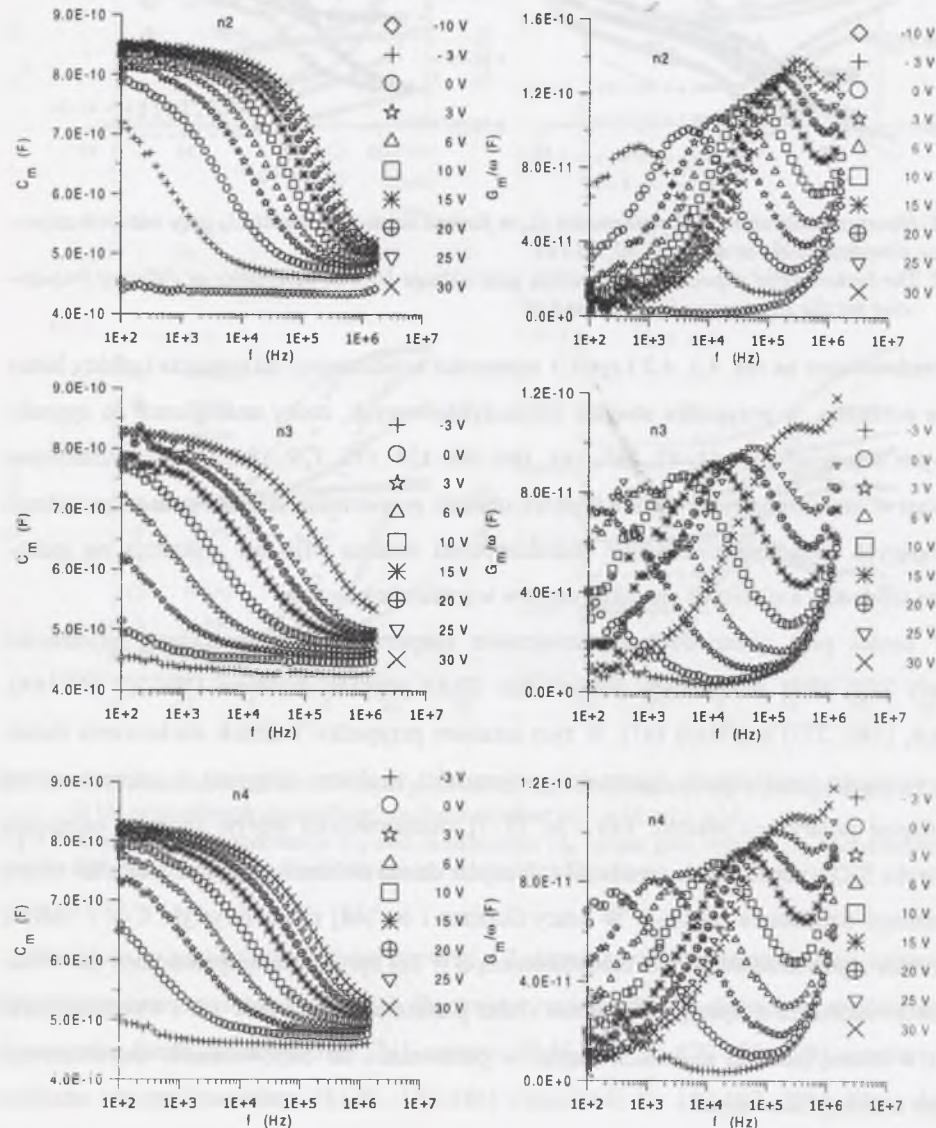 n2
9.0E-10
8.0E-10
7.0E-10
6.0E-10
5.0E-10
4.0E-10
Cm (F)
1E+2 1E+3 1E+4 1E+5 1E+6 1E+7
f (Hz)
-10 V
-3 V
0 V
3 V
6 V
10 V
15 V
20 V
25 V
30 V
n2
1.6E-10
1.2E-10
8.0E-11
4.0E-11
0.0E+0
Gm/ω (F)
1E+2 1E+3 1E+4 1E+5 1E+6 1E+7
f (Hz)
-10 V
-3 V
0 V
3 V
6 V
10 V
15 V
20 V
25 V
30 V
n3
9.0E-10
8.0E-10
7.0E-10
6.0E-10
5.0E-10
4.0E-10
Cm (F)
1E+2 1E+3 1E+4 1E+5 1E+6 1E+7
f (Hz)
-3 V
0 V
3 V
6 V
10 V
15 V
20 V
25 V
30 V
n3
1.2E-10
8.0E-11
4.0E-11
0.0E+0
Gm/ω (F)
1E+2 1E+3 1E+4 1E+5 1E+6 1E+7
f (Hz)
-3 V
0 V
3 V
6 V
10 V
15 V
20 V
25 V
30 V
n4
9.0E-10
8.0E-10
7.0E-10
6.0E-10
5.0E-10
4.0E-10
Cm (F)
1E+2 1E+3 1E+4 1E+5 1E+6 1E+7
f (Hz)
-3 V
0 V
3 V
6 V
10 V
15 V
20 V
25 V
30 V
n4
1.2E-10
8.0E-11
4.0E-11
0.0E+0
Gm/ω (F)
1E+2 1E+3 1E+4 1E+5 1E+6 1E+7
f (Hz)
-3 V
0 V
3 V
6 V
10 V
15 V
20 V
25 V
30 V